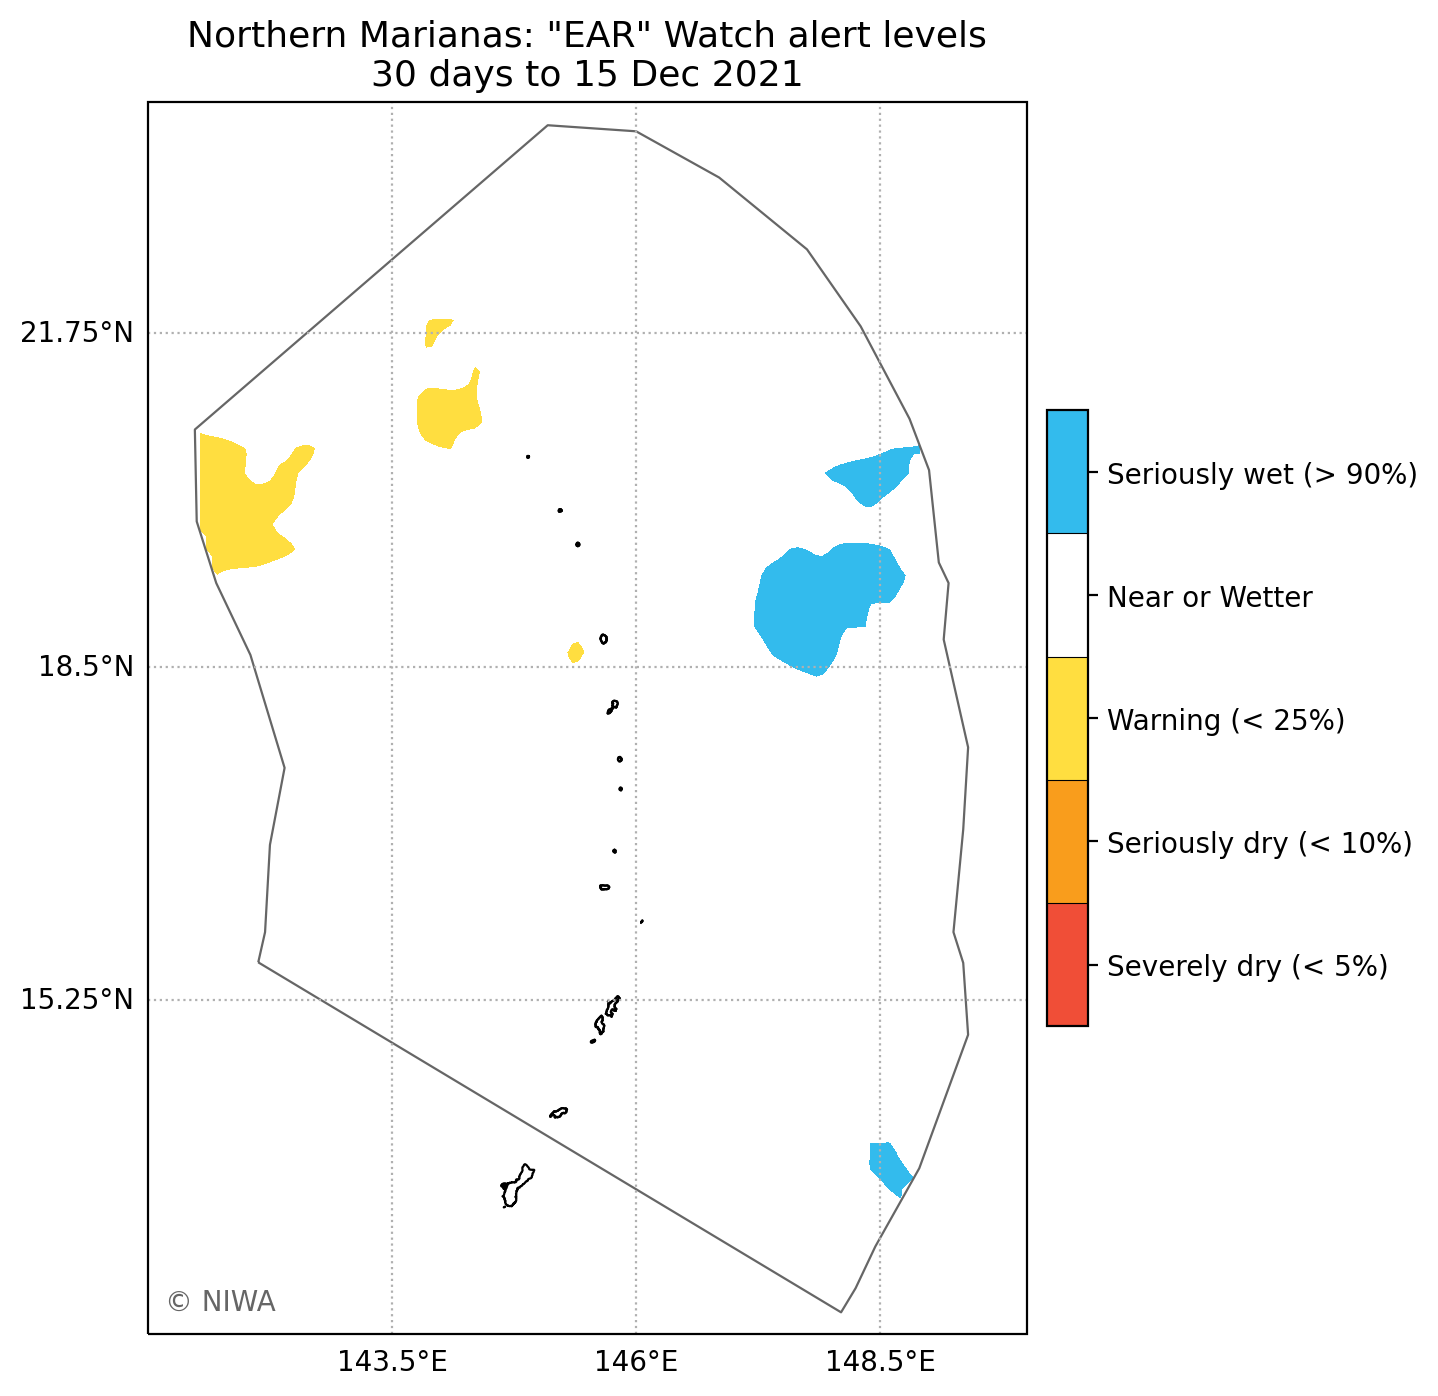 Northern Marianas: "EAR" Watch alert levels
30 days to 15 Dec 2021
21.75°N
18.5°N
15.25°N
143.5°E
146°E
148.5°E
Seriously wet (> 90%)
Near or Wetter
Warning (< 25%)
Seriously dry (< 10%)
Severely dry (< 5%)
© NIWA